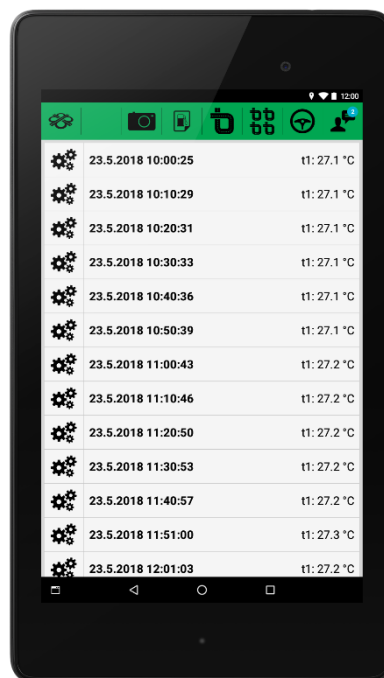 12:00
2
23.5.2018 10:00:25 t1: 27.1 °C
23.5.2018 10:10:29 t1: 27.1 °C
23.5.2018 10:20:31 t1: 27.1 °C
23.5.2018 10:30:33 t1: 27.1 °C
23.5.2018 10:40:36 t1: 27.1 °C
23.5.2018 10:50:39 t1: 27.1 °C
23.5.2018 11:00:43 t1: 27.2 °C
23.5.2018 11:10:46 t1: 27.2 °C
23.5.2018 11:20:50 t1: 27.2 °C
23.5.2018 11:30:53 t1: 27.2 °C
23.5.2018 11:40:57 t1: 27.2 °C
23.5.2018 11:51:00 t1: 27.3 °C
23.5.2018 12:01:03 t1: 27.2 °C